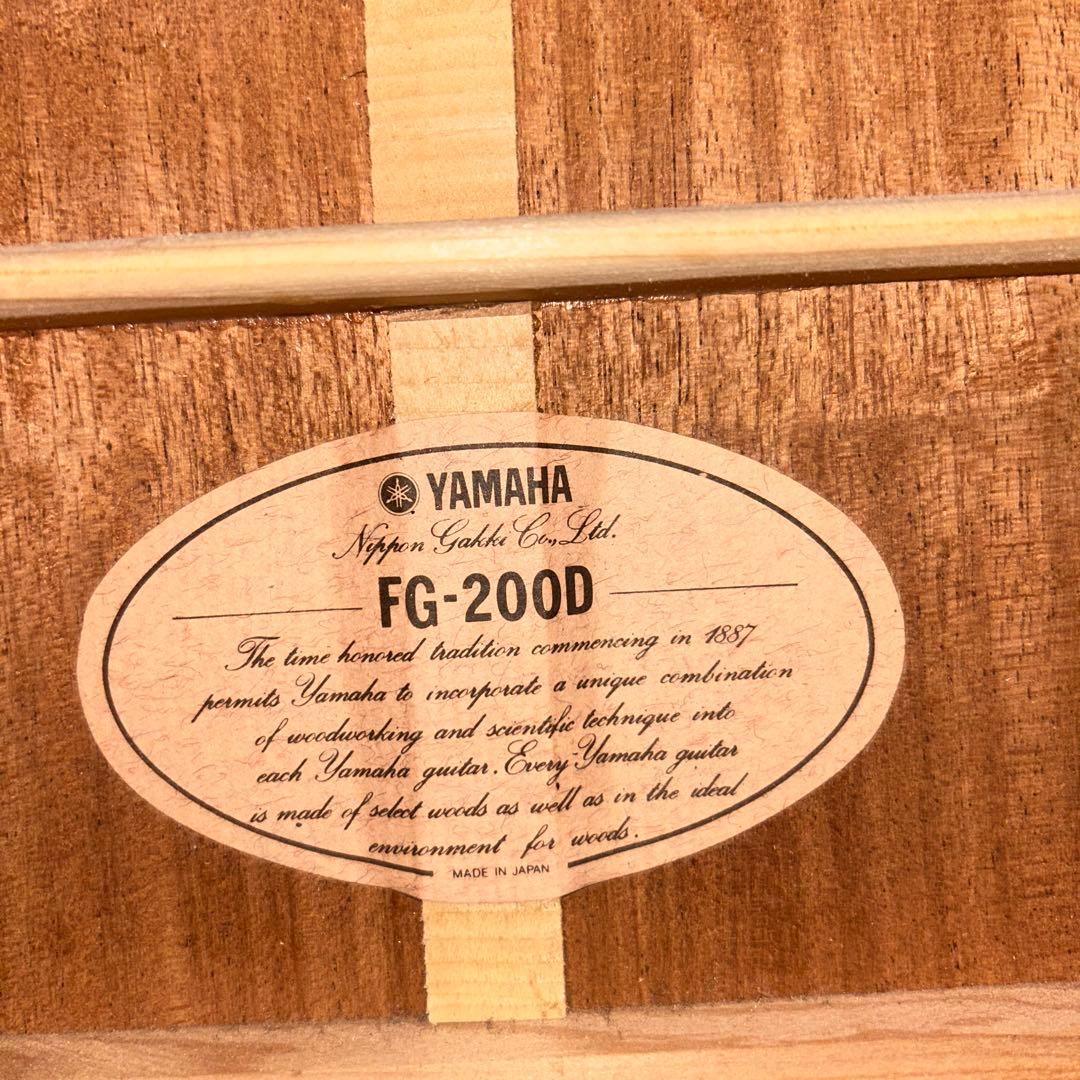 YAMAHA
Nippon Gakki Co., Ltd.
FG-200D
The time honored tradition commencing in 1887
permits Yamaha to incorporate a unique combination
of woodworking and scientific technique into
each Yamaha guitar. Every Yamaha guitar
is made of select woods as well as in the ideal
environment for woods.
MADE IN JAPAN